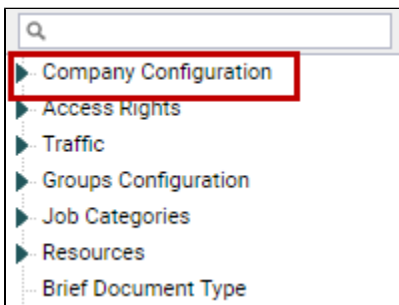 Company Configuration
Access Rights
Traffic
Groups Configuration
Job Categories
Resources
Brief Document Type